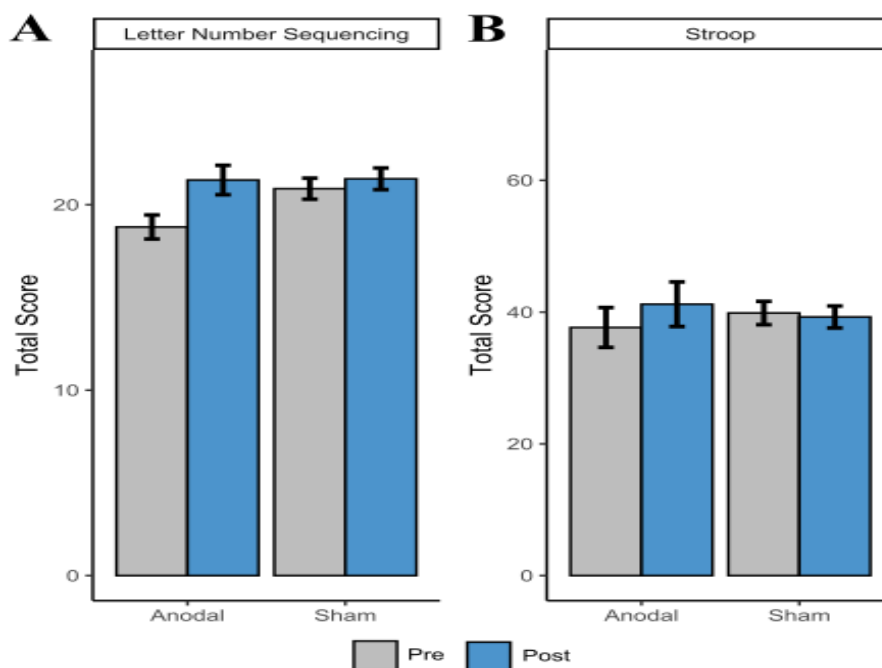 A
Letter Number Sequencing
Total Score
20
10
0
Anodal
Sham
B
Stroop
Total Score
60
40
20
0
Anodal
Sham
Pre
Post